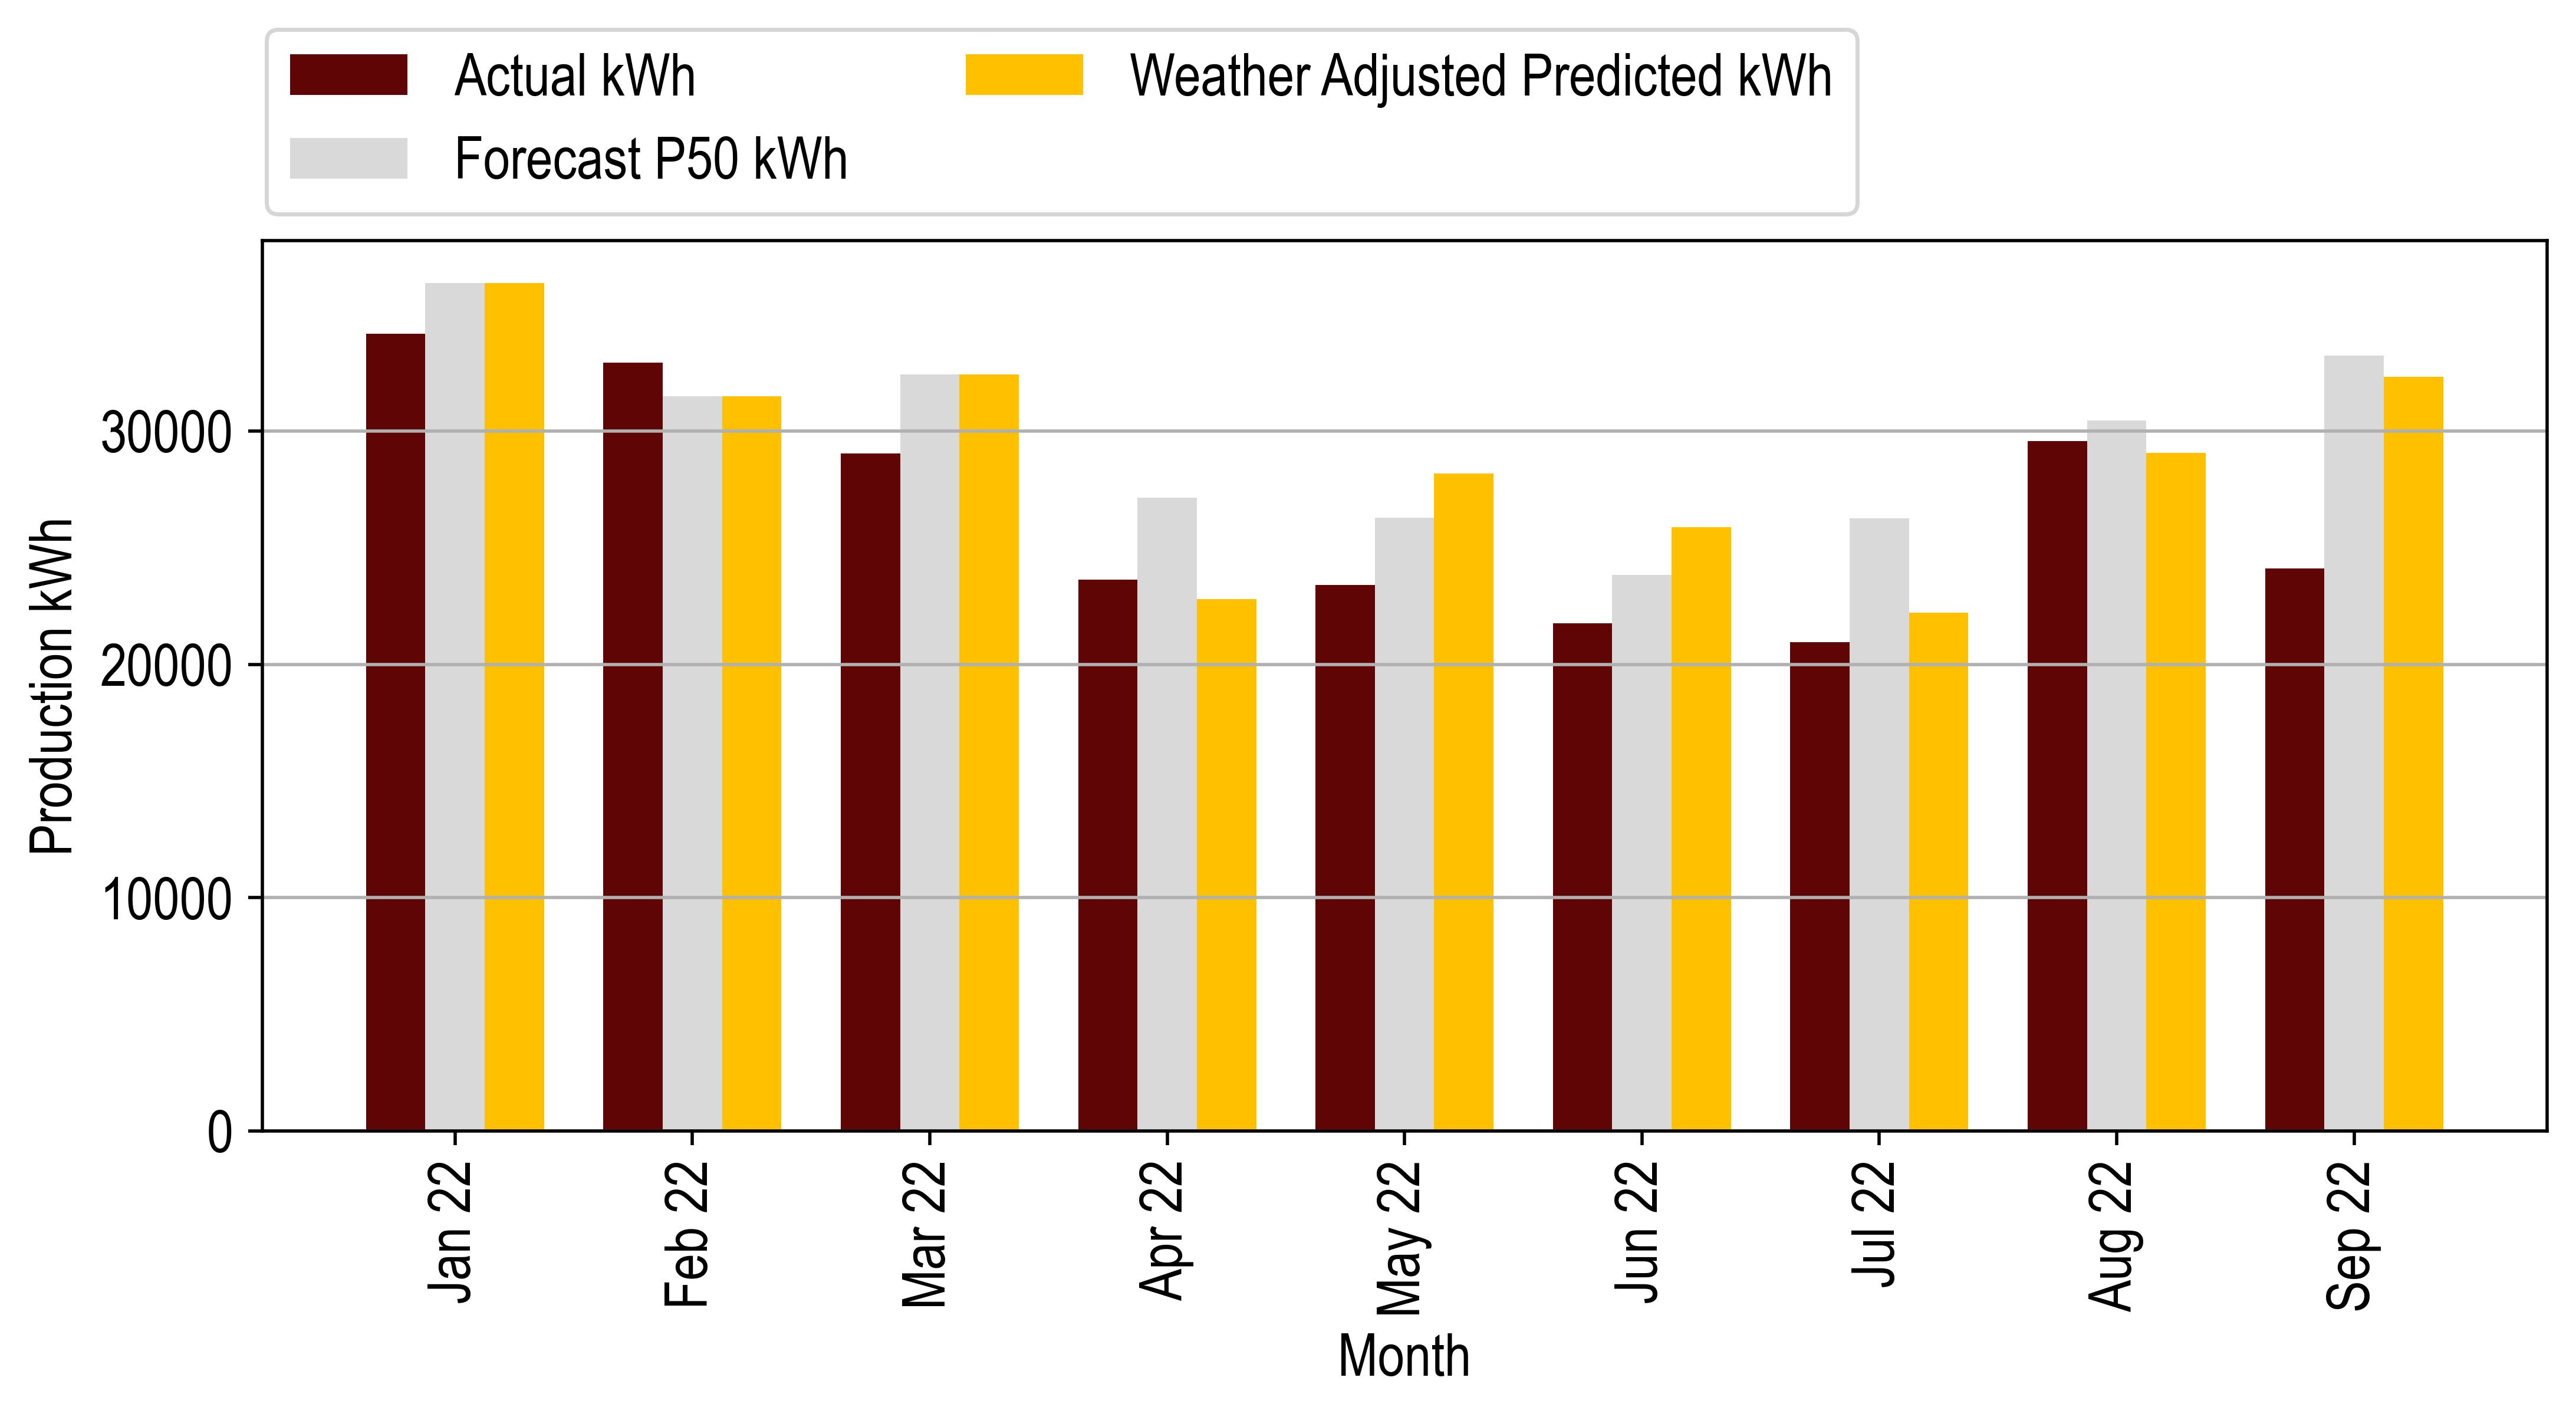 Actual kWh
Forecast P50 kWh
Weather Adjusted Predicted kWh
Production kWh
30000
20000
10000
0
Jan 22
Feb 22
Mar 22
Apr 22
May 22
Jun 22
Jul 22
Aug 22
Sep 22
Month